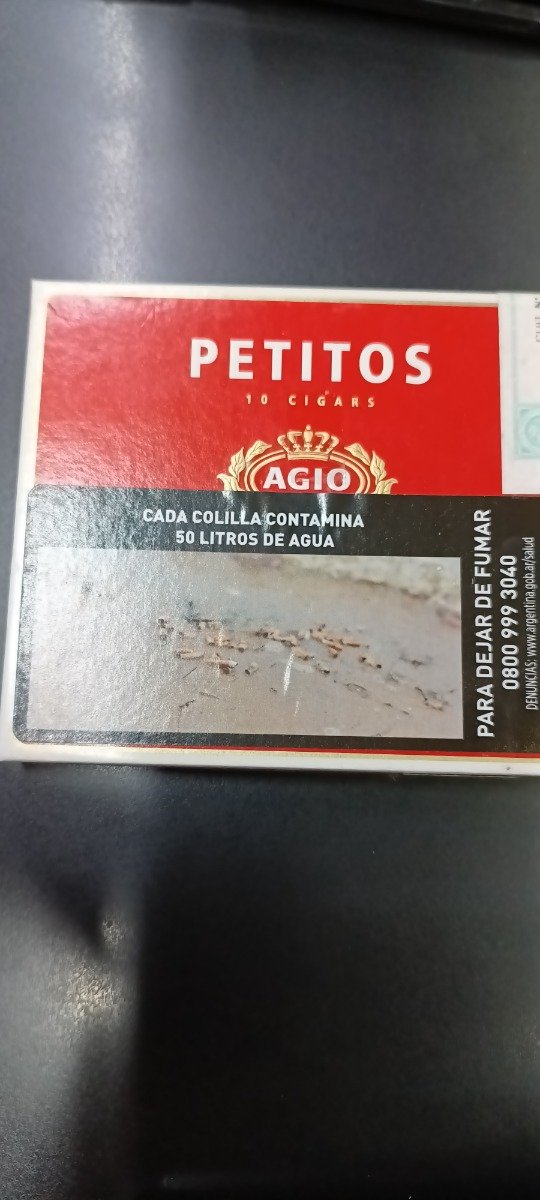 PETITOS
10 CIGARS
AGIO
CADA COLILLA CONTAMINA
50 LITROS DE AGUA
PARA DEJAR DE FUMAR
0800 999 3040
DENUNCIAS: www.argentina.gob.ar/salud